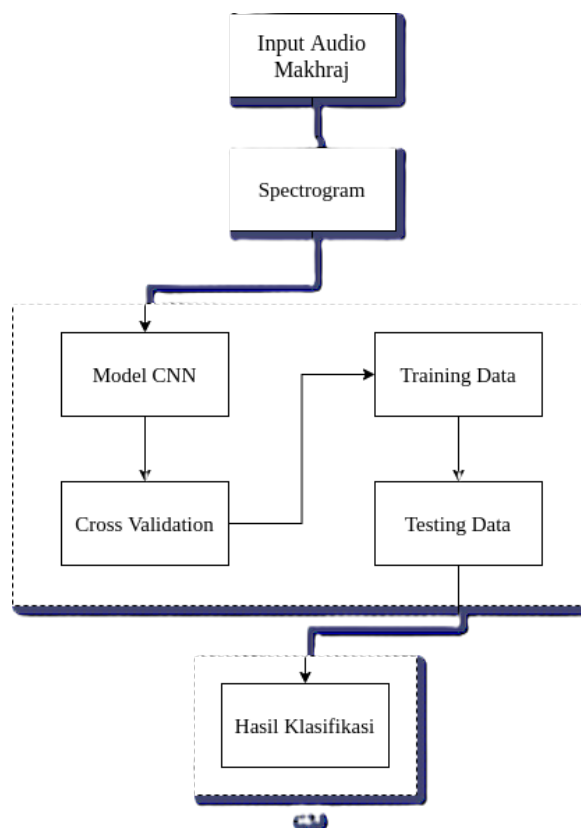 Input Audio
Makhraj
Spectrogram
Model CNN
Cross Validation
Training Data
Testing Data
Hasil Klasifikasi